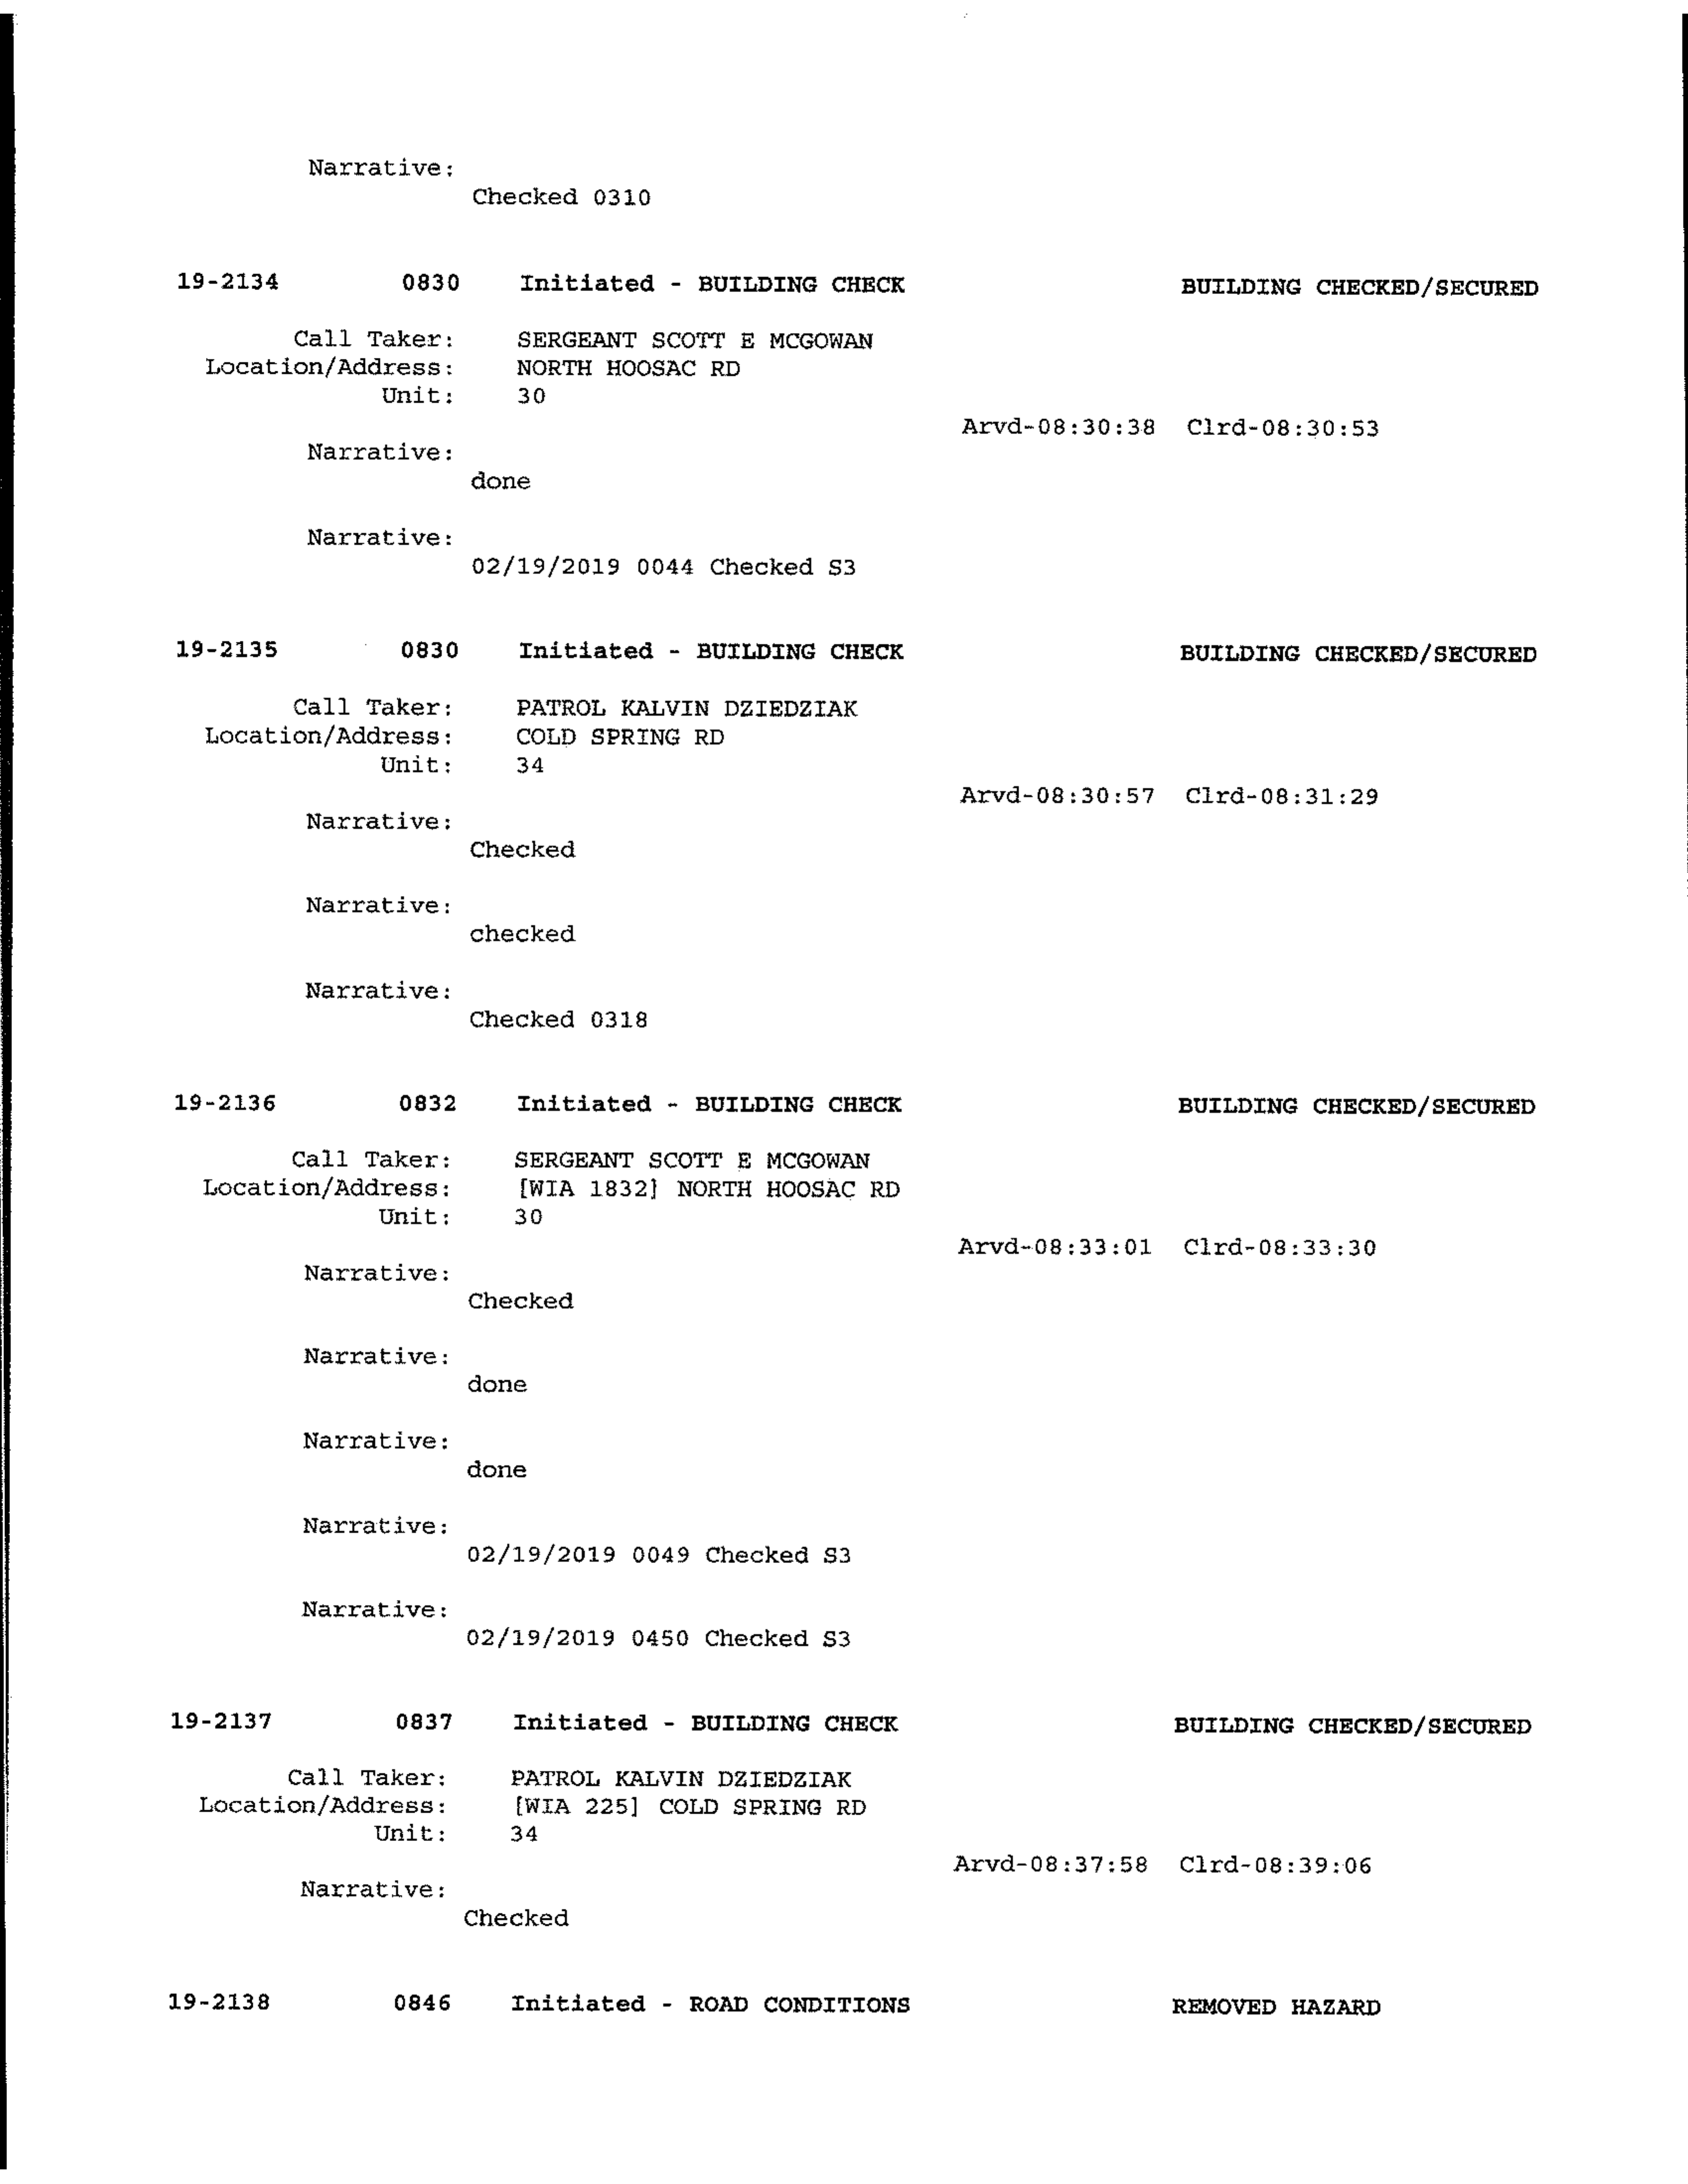 Narrative:
Checked 0310
19-2134 0830 Initiated - BUILDING CHECK BUILDING CHECKED/SECURED
Call Taker: SERGEANT SCOTT E MCGOWAN
Location/Address: NORTH HOOSAC RD
Unit: 30
Arvd-08:30:38 Clrd-08:30:53
Narrative:
done
Narrative:
02/19/2019 0044 Checked S3
19-2135 0830 Initiated - BUILDING CHECK BUILDING CHECKED/SECURED
Call Taker: PATROL KALVIN DZIEDZIAK
Location/Address: COLD SPRING RD
Unit: 34
Arvd-08:30:57 Clrd-08:31:29
Narrative:
Checked
Narrative:
checked
Narrative:
Checked 0318
19-2136 0832 Initiated - BUILDING CHECK BUILDING CHECKED/SECURED
Call Taker: SERGEANT SCOTT E MCGOWAN
Location/Address: [WIA 1832] NORTH HOOSAC RD
Unit: 30
Arvd-08:33:01 Clrd-08:33:30
Narrative:
Checked
Narrative:
done
Narrative:
done
Narrative:
02/19/2019 0049 Checked S3
Narrative:
02/19/2019 0450 Checked S3
19-2137 0837 Initiated - BUILDING CHECK BUILDING CHECKED/SECURED
Call Taker: PATROL KALVIN DZIEDZIAK
Location/Address: [WIA 225] COLD SPRING RD
Unit: 34
Arvd-08:37:58 Clrd-08:39:06
Narrative:
Checked
19-2138 0846 Initiated - ROAD CONDITIONS REMOVED HAZARD